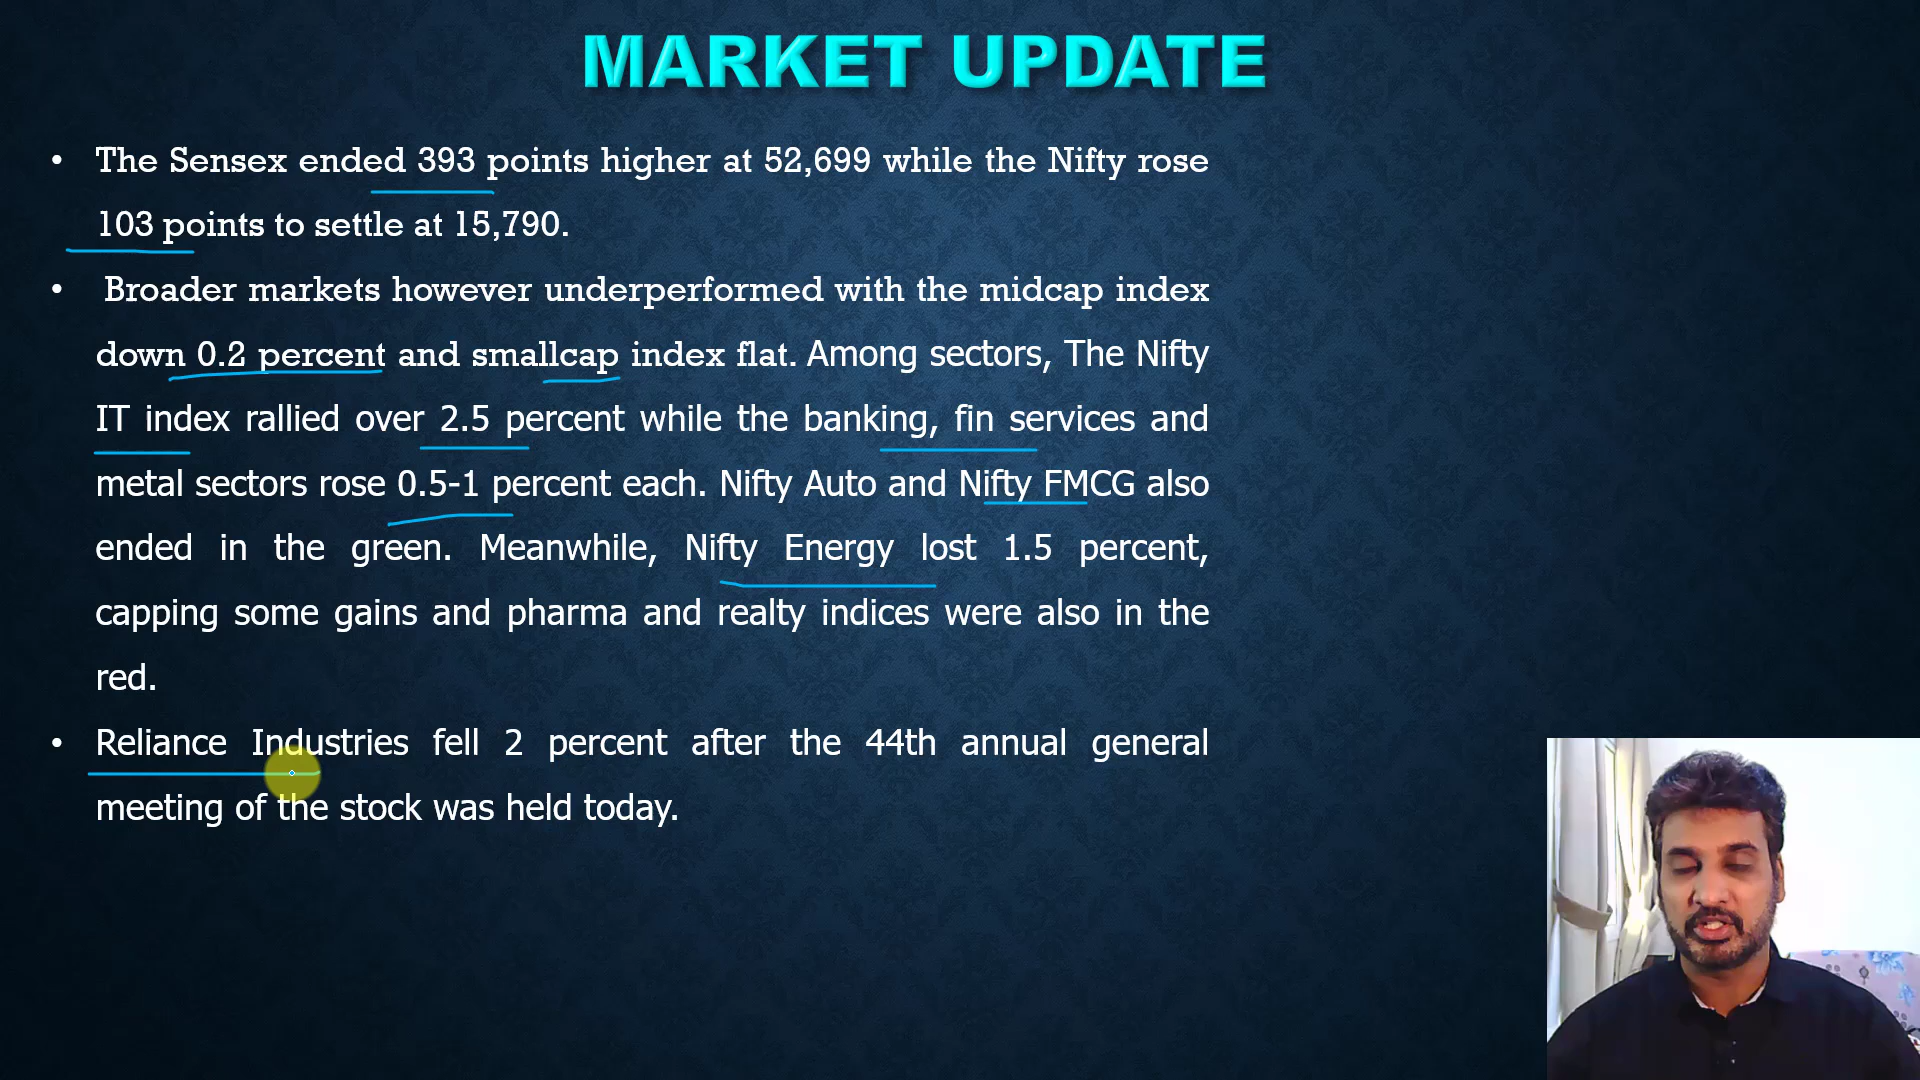 MARKET UPDATE
• The Sensex ended 393 points higher at 52,699 while the Nifty rose
103 points to settle at 15,790.
• Broader markets however underperformed with the midcap index
down 0.2 percent and smallcap index flat. Among sectors, The Nifty
IT index rallied over 2.5 percent while the banking, fin services and
metal sectors rose 0.5-1 percent each. Nifty Auto and Nifty FMCG also
ended in the green. Meanwhile, Nifty Energy lost 1.5 percent,
capping some gains and pharma and realty indices were also in the
red.
• Reliance Industries fell 2 percent after the 44th annual general
meeting of the stock was held today.